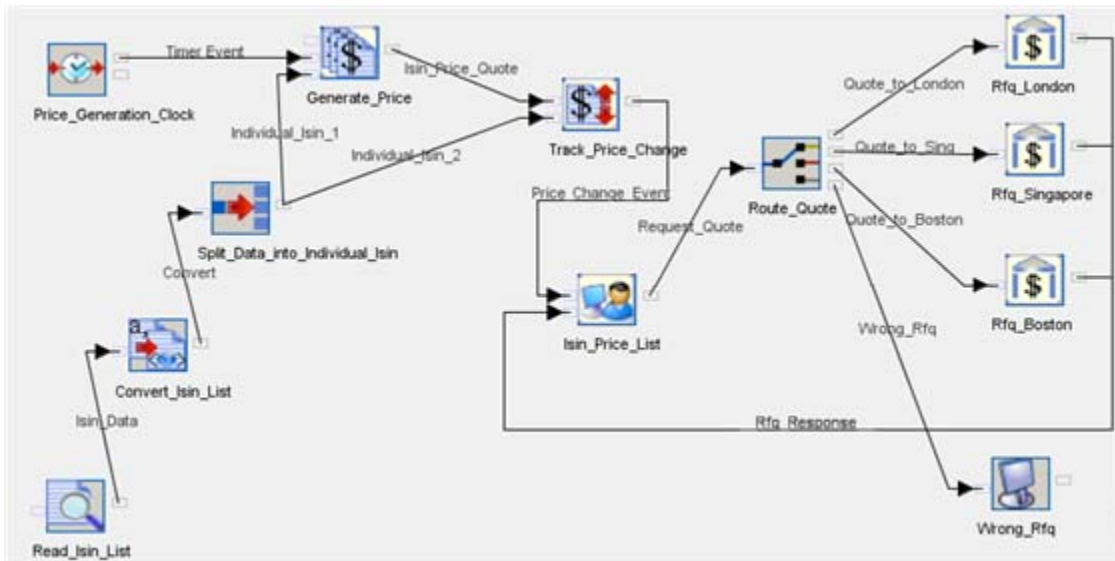 Timer Event
Price_Generation_Clock
Generate_Price
Isin_Price_Quote
Individual_Isin_1
Individual_Isin_2
Track_Price_Change
Split_Data_into_Individual_Isin
Convert
a,
Convert_Isin_List
Isin_Data
Read_Isin_List
Price_Change_Event
Request_Quote
Isin_Price_List
Route_Quote
Quote_to_London
Quote_to_Sing
Quote_to_Boston
Wrong_Rfq
Rfq_Response
$
Rfq_London
$
Rfq_Singapore
$
Rfq_Boston
Wrong_Rfq